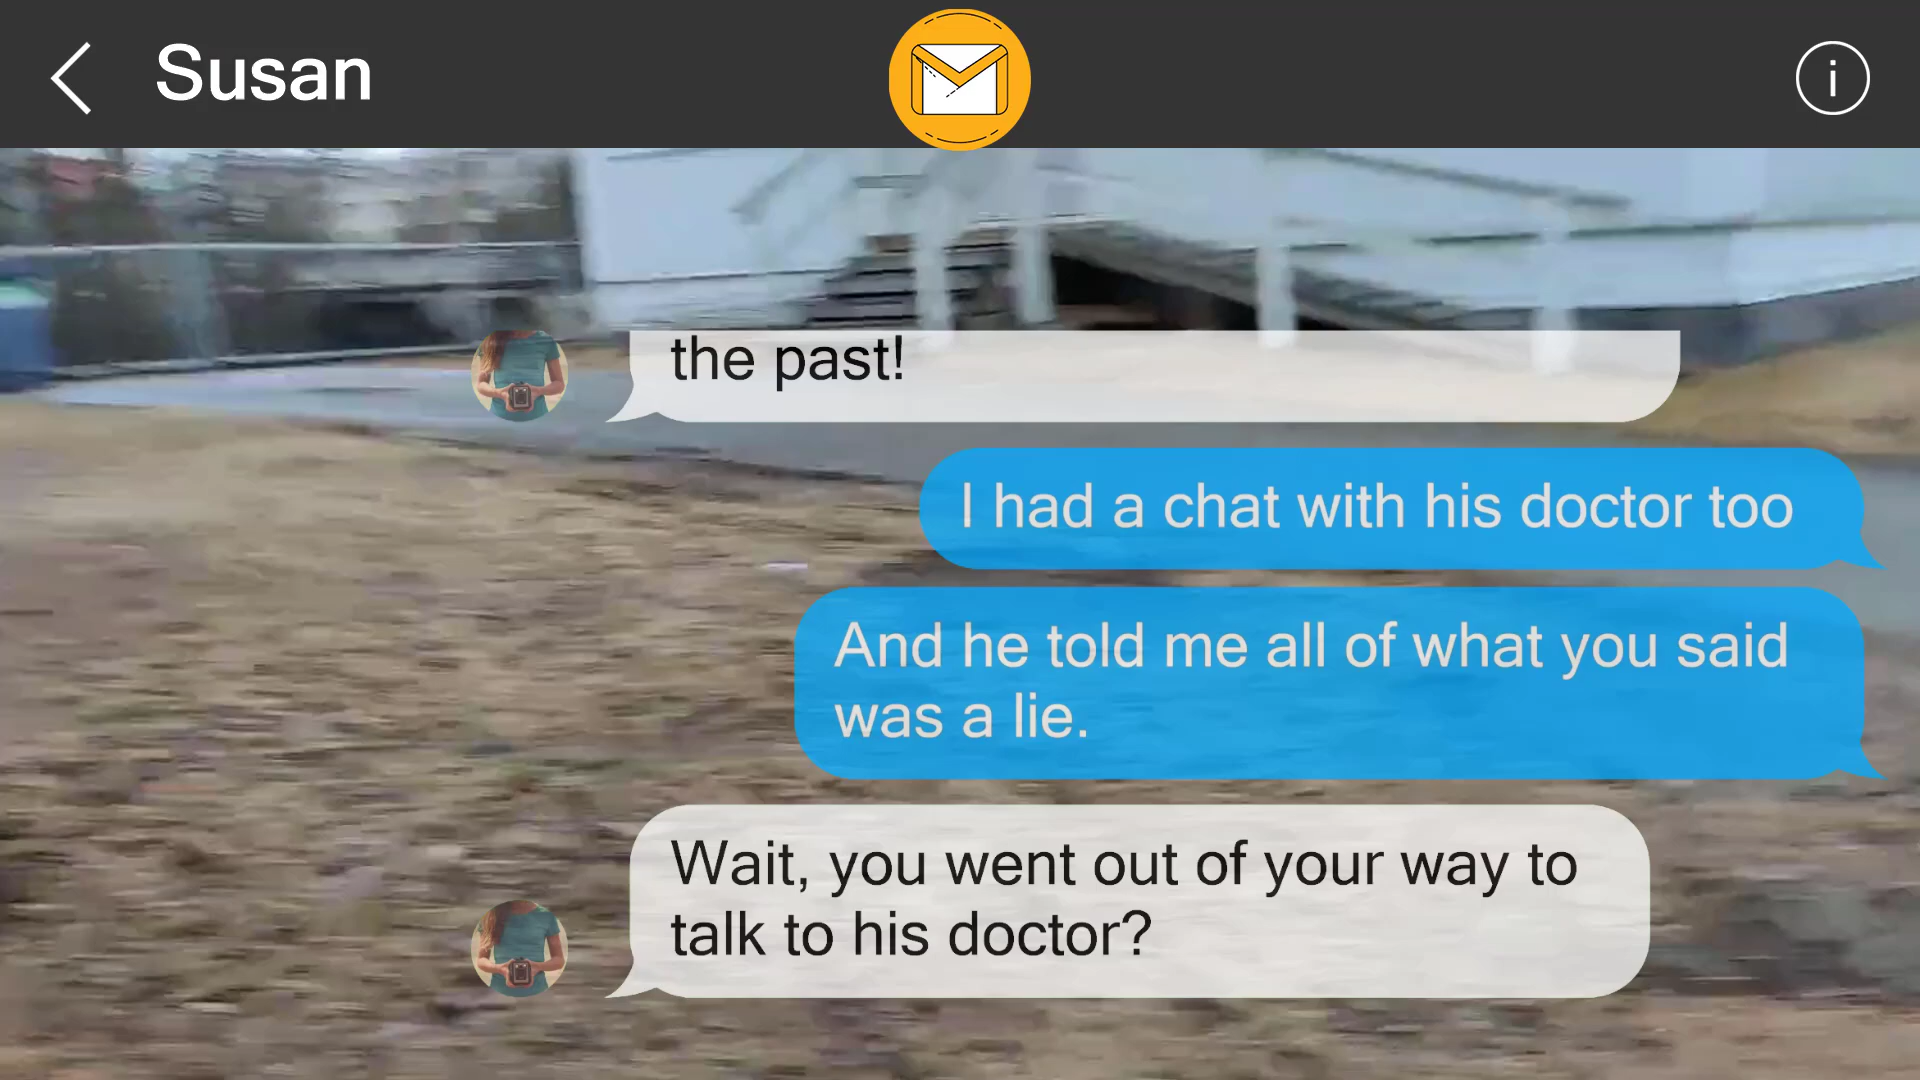 Susan
the past!
I had a chat with his doctor too
And he told me all of what you said
was a lie.
Wait, you went out of your way to
talk to his doctor?